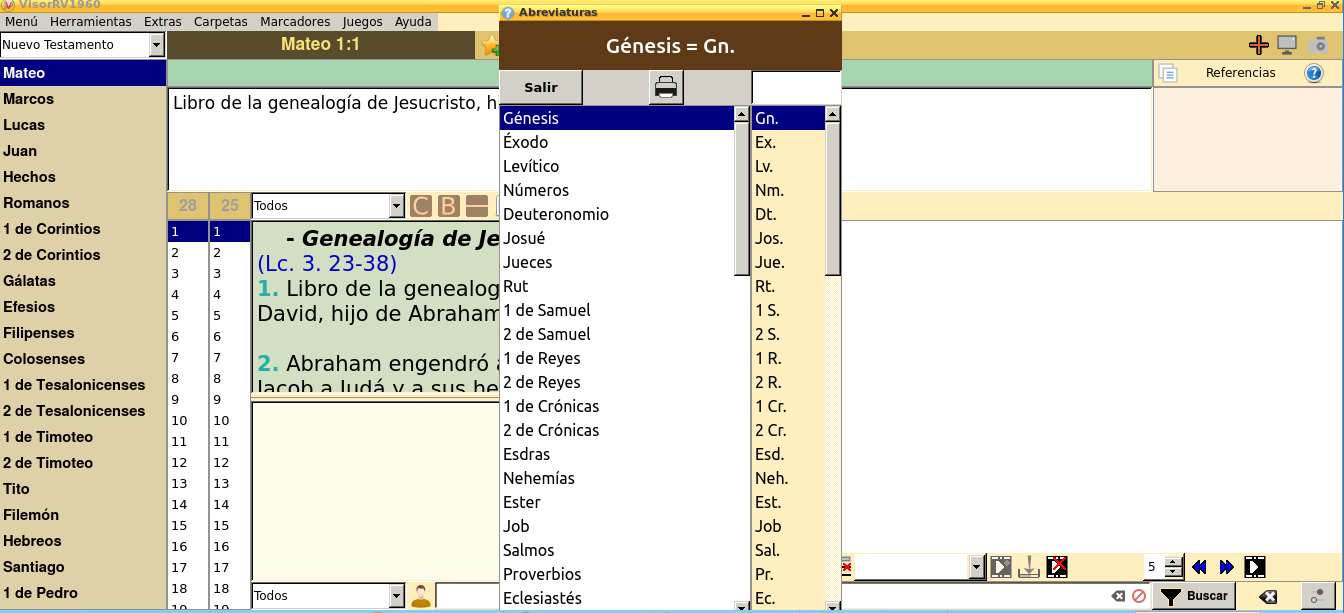 VisorRV1960
Menú Herramientas Extras Carpetas Marcadores Juegos Ayuda
Nuevo Testamento
Mateo 1:1
Mateo
Marcos
Lucas
Juan
Hechos
Romanos
1 de Corintios
2 de Corintios
Gálatas
Efesios
Filipenses
Colosenses
1 de Tesalonicenses
2 de Tesalonicenses
1 de Timoteo
2 de Timoteo
Tito
Filemón
Hebreos
Santiago
1 de Pedro
Libro de la genealogía de Jesucristo, h
28 25 Todos C B
1 1
2 2
3 3
4 4
5 5
6 6
7 7
8 8
9 9
10 10
11 11
12 12
13 13
14 14
15 15
16 16
17 17
18 18
19 19
- Genealogía de Je
(Lc. 3. 23-38)
1. Libro de la genealog
David, hijo de Abraham
2. Abraham engendró a
Jacob a Judá y a sus he
Todos
Abreviaturas
Génesis = Gn.
Salir
Génesis Gn.
Éxodo Ex.
Levítico Lv.
Números Nm.
Deuteronomio Dt.
Josué Jos.
Jueces Jue.
Rut Rt.
1 de Samuel 1 S.
2 de Samuel 2 S.
1 de Reyes 1 R.
2 de Reyes 2 R.
1 de Crónicas 1 Cr.
2 de Crónicas 2 Cr.
Esdras Esd.
Nehemías Neh.
Ester Est.
Job Job
Salmos Sal.
Proverbios Pr.
Eclesiastés Ec.
Referencias
5
Buscar